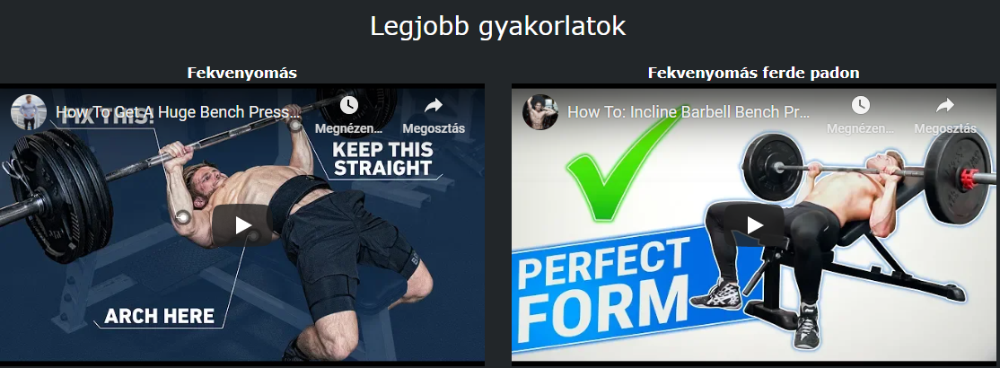 Legjobb gyakorlatok
Fekvenyomás
Fekvenyomás ferde padon
How To Get A Huge Bench Press...
FIX THIS!
Megnézen...
Megosztás
KEEP THIS
STRAIGHT
ARCH HERE
How To: Incline Barbell Bench Pr...
Megnézen...
Megosztás
PERFECT
FORM